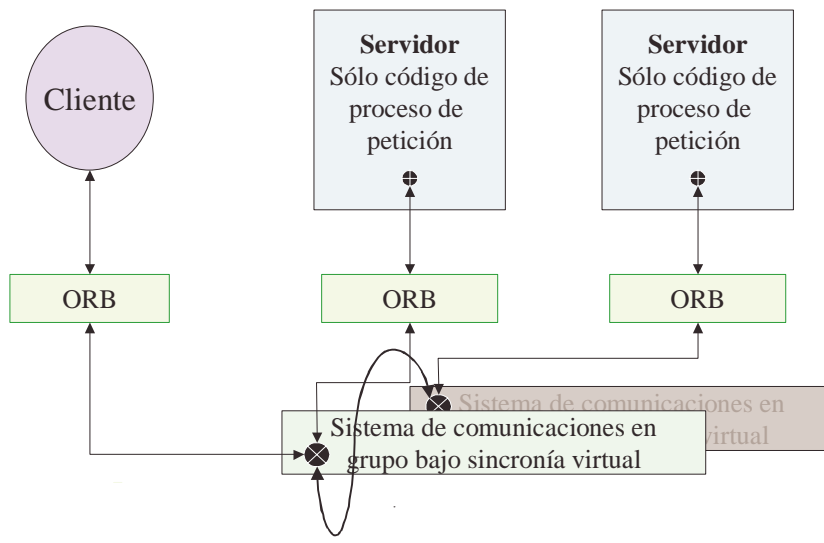 Cliente
Servidor
Sólo código de
proceso de
petición
Servidor
Sólo código de
proceso de
petición
ORB
ORB
ORB
Sistema de comunicaciones en
virtual
Sistema de comunicaciones en
grupo bajo sincronía virtual